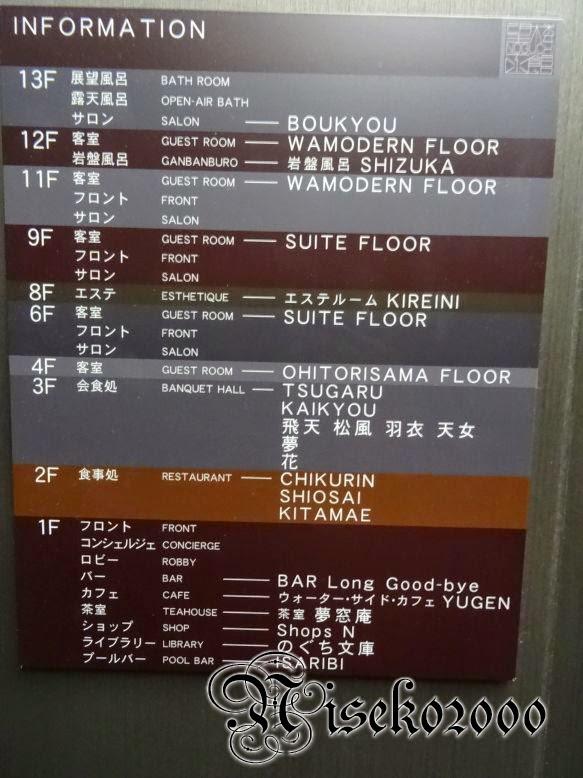 INFORMATION
13F 展望風呂 BATH ROOM
露天風呂 OPEN-AIR BATH
サロン SALON — BOUKYOU
12F 客室 GUEST ROOM — WAMODERN FLOOR
岩盤風呂 GANBANBURO — 岩盤風呂 SHIZUKA
11F 客室 GUEST ROOM — WAMODERN FLOOR
フロント FRONT
サロン SALON
9F 客室 GUEST ROOM — SUITE FLOOR
フロント FRONT
サロン SALON
8F エステ ESTHETIQUE — エステルーム KIREINI
6F 客室 GUEST ROOM — SUITE FLOOR
フロント FRONT
サロン SALON
4F 客室 GUEST ROOM — OHITORISAMA FLOOR
3F 会食処 BANQUET HALL — TSUGARU
KAIKYOU
飛天 松風 羽衣 天女
夢
花
2F 食事処 RESTAURANT — CHIKURIN
SHIOSAI
KITAMAE
1F フロント FRONT
コンシェルジェ CONCIERGE
ロビー ROBBY
バー BAR — BAR Long Good-bye
カフェ CAFE — ウォーター・サイド・カフェ YUGEN
茶室 TEAHOUSE — 茶室 夢窓庵
ショップ SHOP — Shops N
ライブラリー LIBRARY — のぐち文庫
プールバー POOL BAR — ISARIBI
Niseko2000